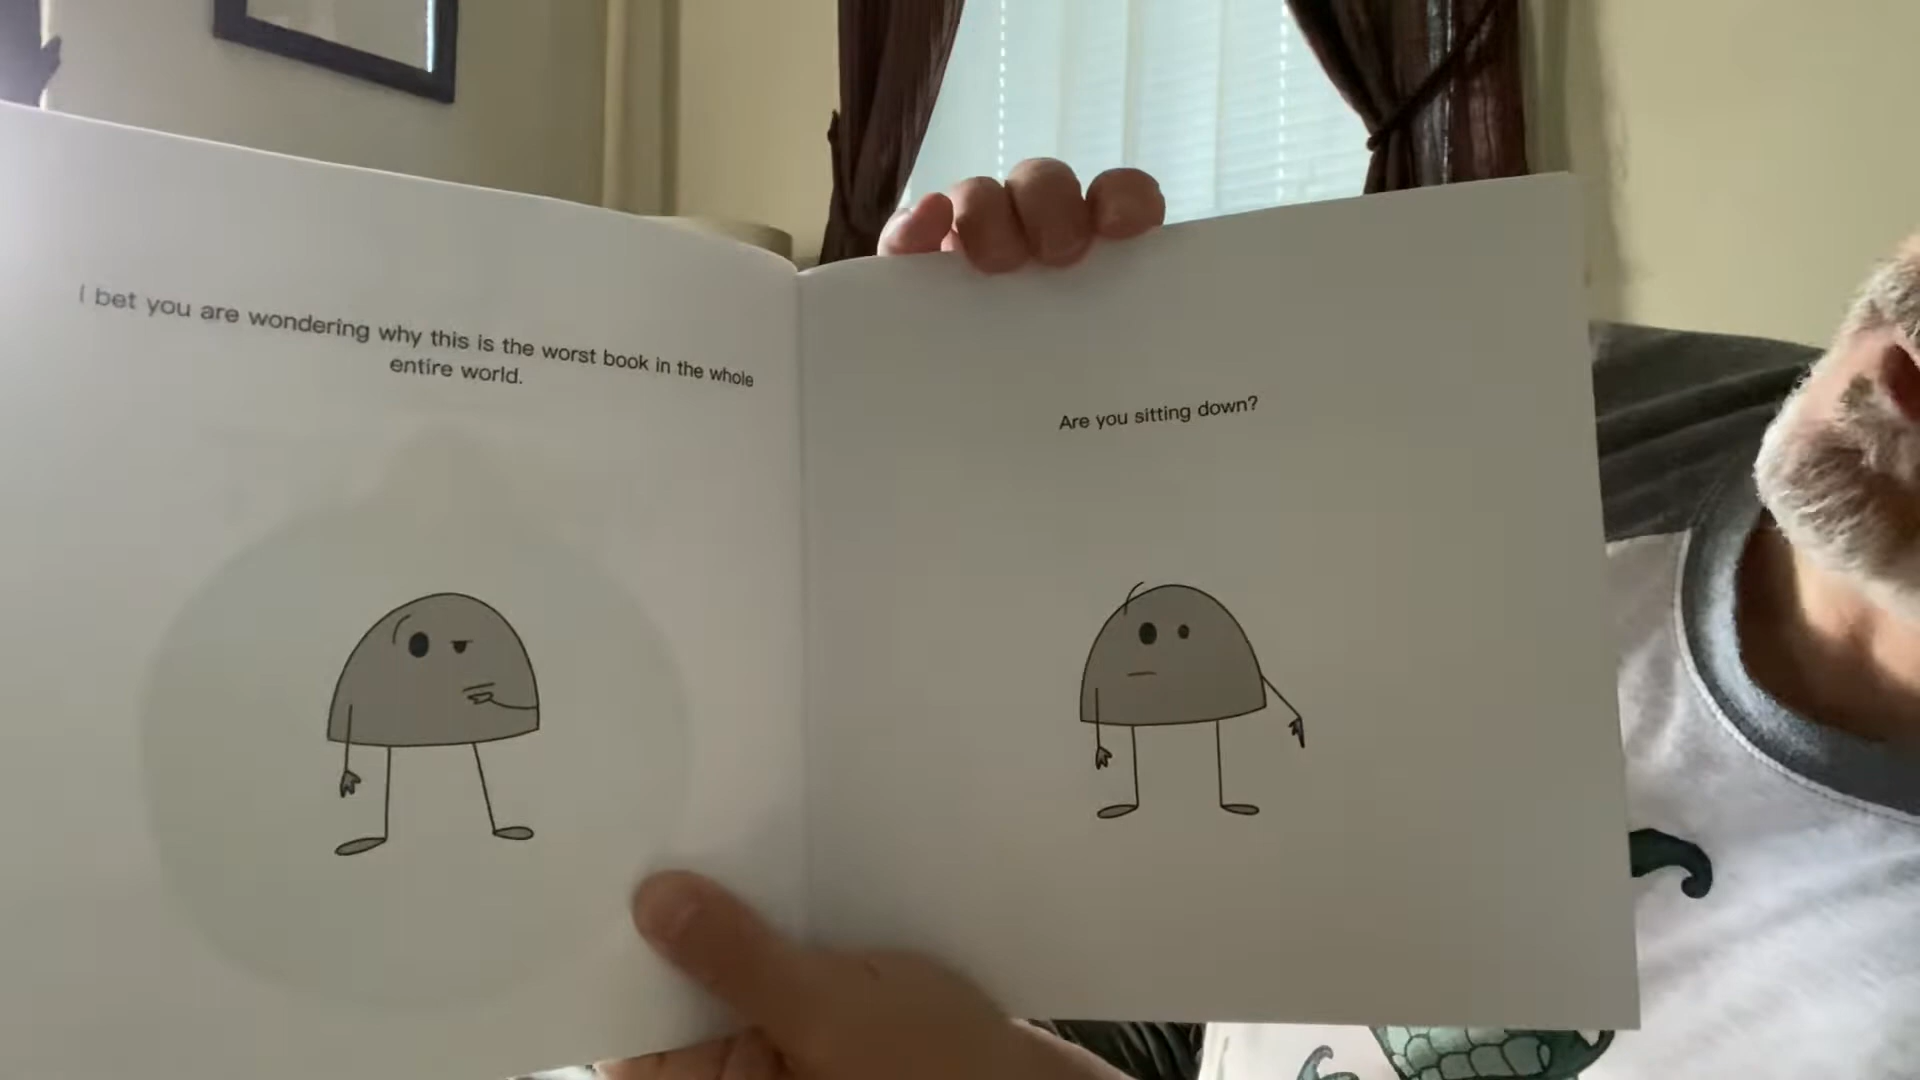 I bet you are wondering why this is the worst book in the whole
entire world.
Are you sitting down?